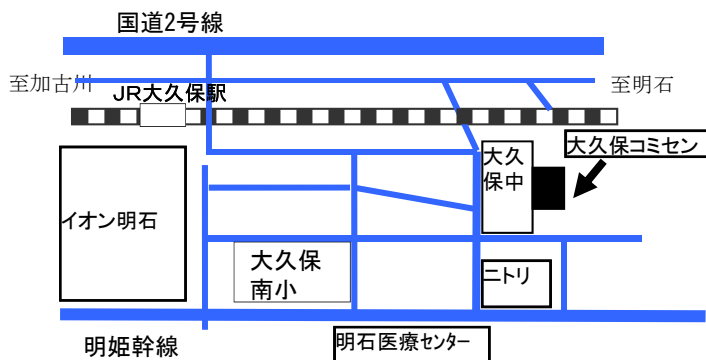 国道2号線
至加古川
至明石
JR大久保駅
大久保コミセン
大久
保中
イオン明石
大久保
南小
ニトリ
明姫幹線
明石医療センター